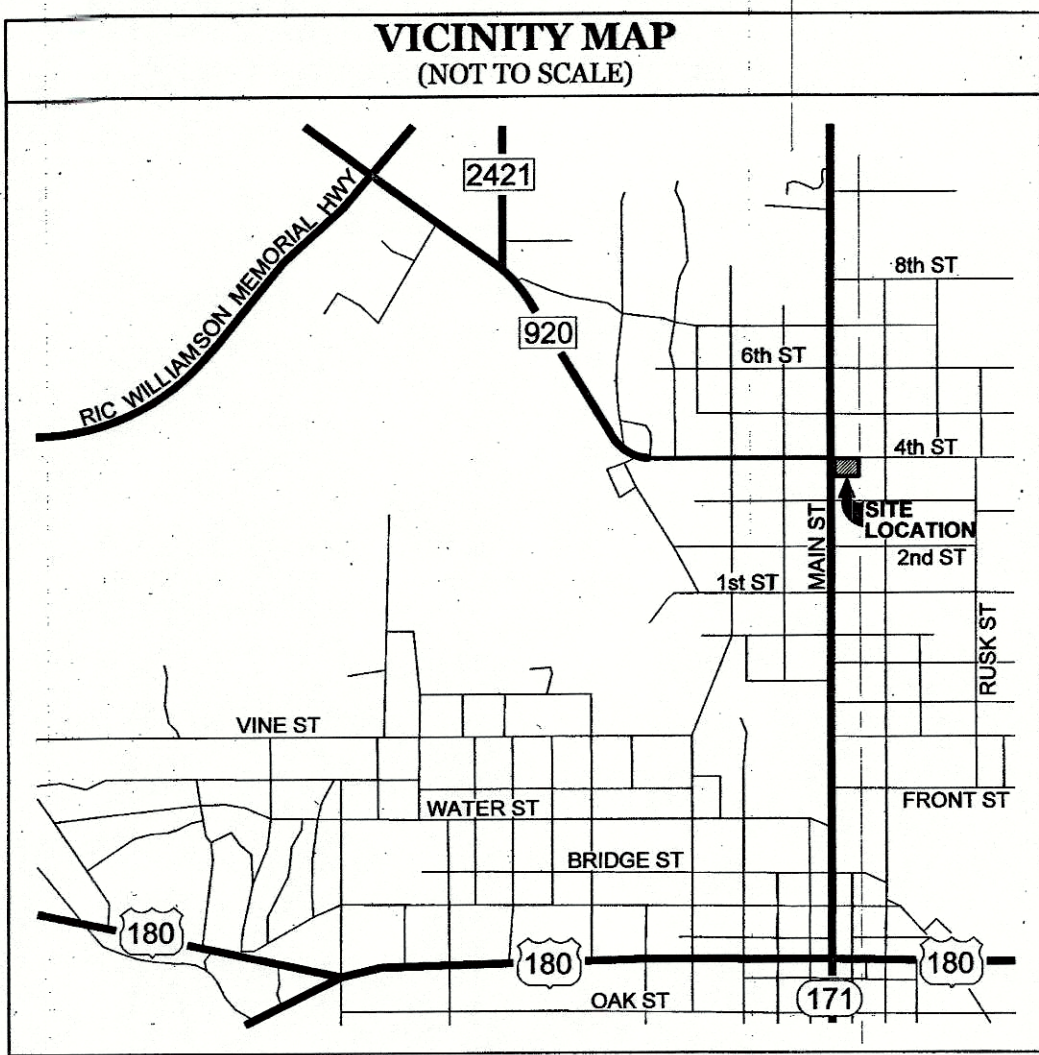 VICINITY MAP
(NOT TO SCALE)
2421
RIC WILLIAMSON MEMORIAL HWY
8th ST
920
6th ST
4th ST
SITE
LOCATION
MAIN ST
2nd ST
1st ST
RUSK ST
VINE ST
WATER ST
FRONT ST
BRIDGE ST
180
180
180
171
OAK ST